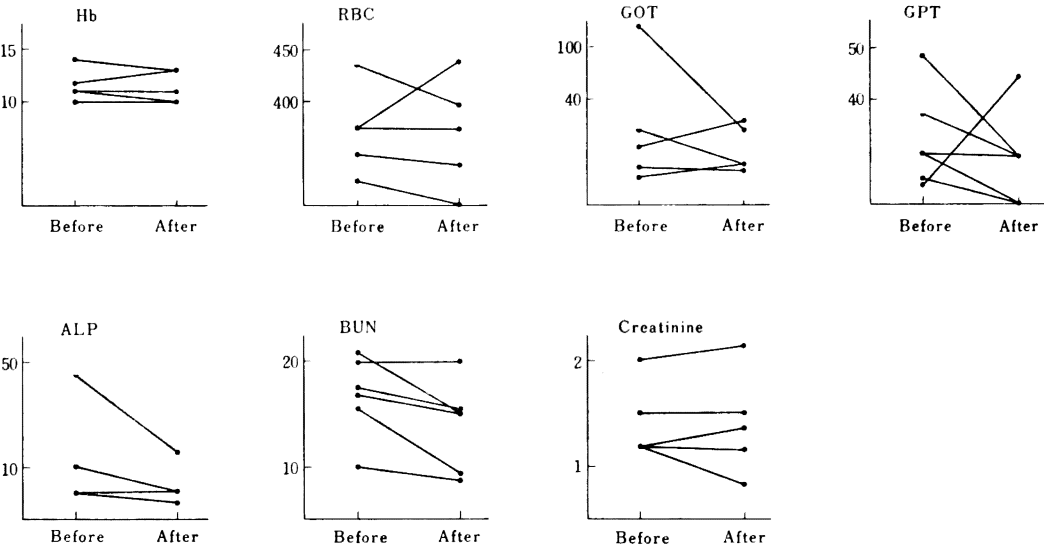 Hb
15
10
Before After
RBC
450
400
Before After
GOT
100
40
Before After
GPT
50
40
Before After
ALP
50
10
Before After
BUN
20
10
Before After
Creatinine
2
1
Before After